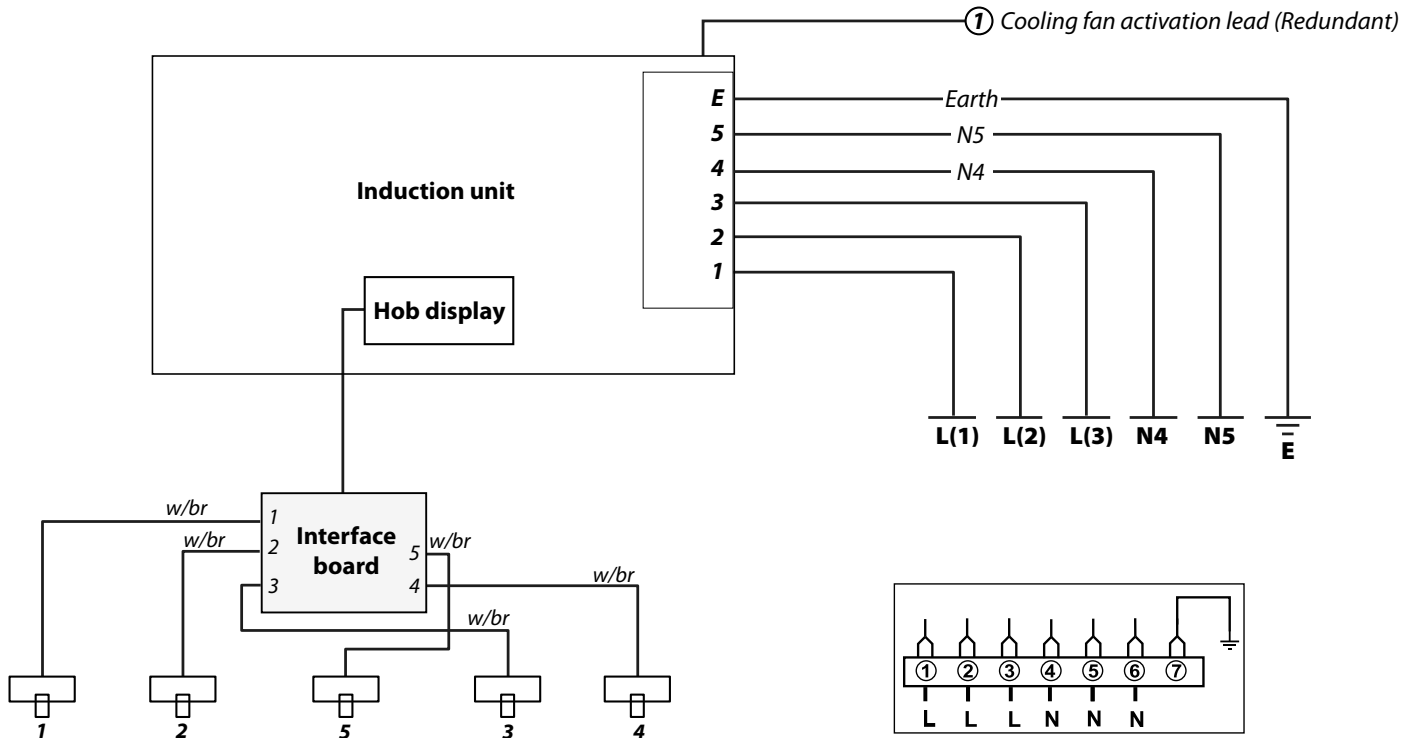 ① Cooling fan activation lead (Redundant)
E
Earth
5
N5
4
N4
3
2
1
Induction unit
Hob display
L(1) L(2) L(3) N4 N5 E
w/br
w/br
w/br
w/br
w/br
1
2
3
5
4
Interface
board
1 2 5 3 4
① ② ③ ④ ⑤ ⑥ ⑦
L L L N N N